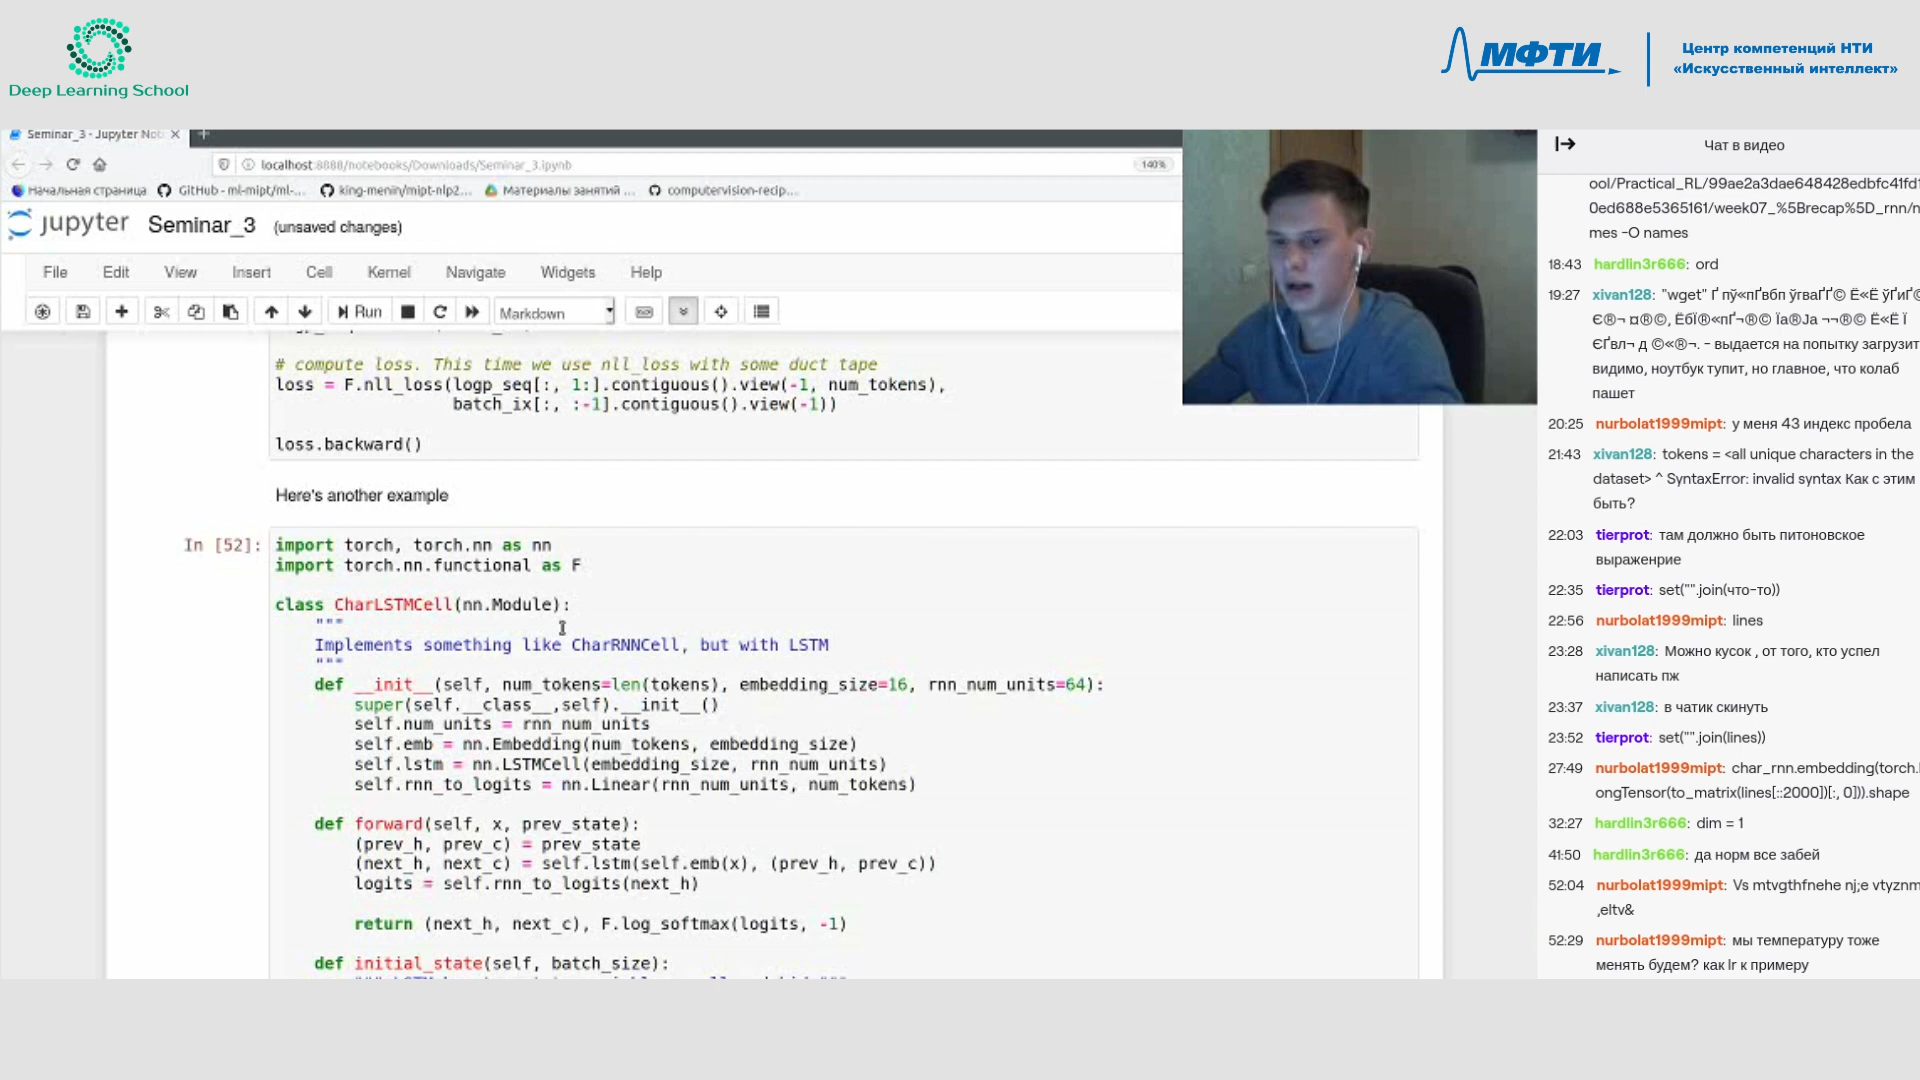 Deep Learning School
МФТИ
Центр компетенций НТИ
«Искусственный интеллект»
Seminar_3 - Jupyter Not
localhost:8888/notebooks/Downloads/Seminar_3.ipynb
140%
Начальная страница
GitHub - ml-mipt/ml-...
king-menin/mipt-nlp2...
Материалы занятий ...
computervision-recip...
jupyter Seminar_3 (unsaved changes)
File Edit View Insert Cell Kernel Navigate Widgets Help
Run
Markdown
# compute loss. This time we use nll_loss with some duct tape
loss = F.nll_loss(logp_seq[:, 1:].contiguous().view(-1, num_tokens),
batch_ix[:, :-1].contiguous().view(-1))
loss.backward()
Here's another example
In [52]:
import torch, torch.nn as nn
import torch.nn.functional as F
class CharLSTMCell(nn.Module):
"""
Implements something like CharRNNCell, but with LSTM
"""
def __init__(self, num_tokens=len(tokens), embedding_size=16, rnn_num_units=64):
super(self.__class__,self).__init__()
self.num_units = rnn_num_units
self.emb = nn.Embedding(num_tokens, embedding_size)
self.lstm = nn.LSTMCell(embedding_size, rnn_num_units)
self.rnn_to_logits = nn.Linear(rnn_num_units, num_tokens)
def forward(self, x, prev_state):
(prev_h, prev_c) = prev_state
(next_h, next_c) = self.lstm(self.emb(x), (prev_h, prev_c))
logits = self.rnn_to_logits(next_h)
return (next_h, next_c), F.log_softmax(logits, -1)
def initial_state(self, batch_size):
Чат в видео
ool/Practical_RL/99ae2a3dae648428edbfc41fd1
0ed688e5365161/week07_%5Brecap%5D_rnn/n
mes -O names
18:43 hardlin3r666: ord
19:27 xivan128: "wget"
видимо, ноутбук тупит, но главное, что колаб
- выдается на попытку загрузит
пашет
20:25 nurbolat1999mipt: у меня 43 индекс пробела
21:43 xivan128: tokens = <all unique characters in the
dataset> ^ SyntaxError: invalid syntax Как с этим
быть?
22:03 tierprot: там должно быть питоновское
выраженрие
22:35 tierprot: set("".join(что-то))
22:56 nurbolat1999mipt: lines
23:28 xivan128: Можно кусок , от того, кто успел
написать пж
23:37 xivan128: в чатик скинуть
23:52 tierprot: set("".join(lines))
27:49 nurbolat1999mipt: char_rnn.embedding(torch.l
ongTensor(to_matrix(lines[::2000])[:, 0])).shape
32:27 hardlin3r666: dim = 1
41:50 hardlin3r666: да норм все забей
52:04 nurbolat1999mipt: Vs mtvgthfnehe nj;e vtyznm
,eltv&
52:29 nurbolat1999mipt: мы температуру тоже
менять будем? как lr к примеру